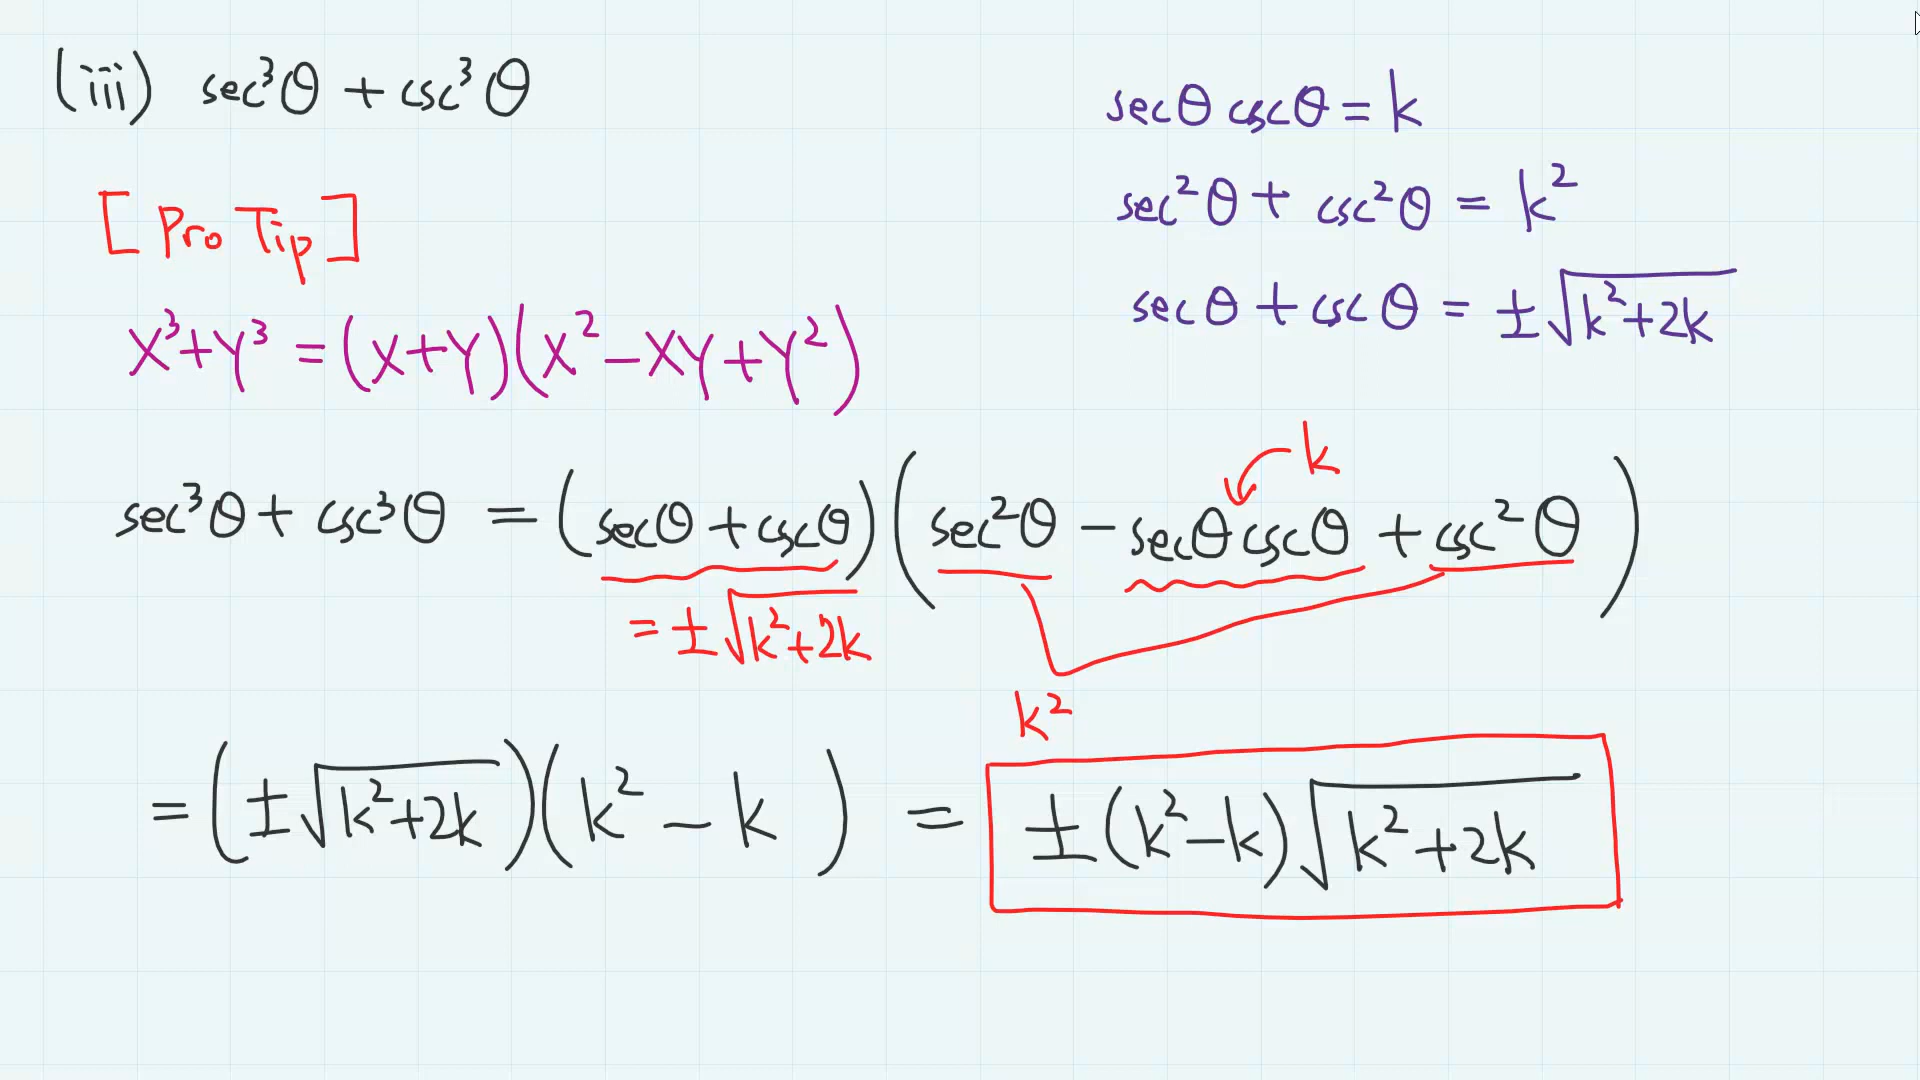 (iii) sec³θ + csc³θ
secθ cscθ = k
sec²θ + csc²θ = k²
secθ + cscθ = ±√(k²+2k)
[Pro Tip]
X³+Y³ = (X+Y)(X²−XY+Y²)
k
sec³θ + csc³θ = (secθ + cscθ)(sec²θ − secθ cscθ + csc²θ)
= ±√(k²+2k)
k²
= (±√(k²+2k))(k² − k) = ±(k²−k)√(k²+2k)